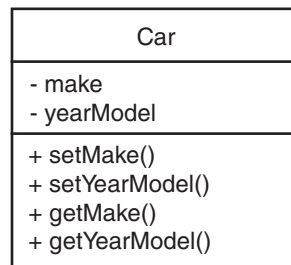 Car
- make
- yearModel
+ setMake()
+ setYearModel()
+ getMake()
+ getYearModel()